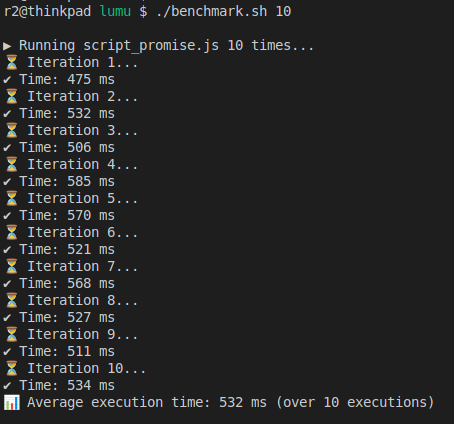 r2@thinkpad lumu $ ./benchmark.sh 10
▶ Running script_promise.js 10 times...
⏳ Iteration 1...
✔ Time: 475 ms
⏳ Iteration 2...
✔ Time: 532 ms
⏳ Iteration 3...
✔ Time: 506 ms
⏳ Iteration 4...
✔ Time: 585 ms
⏳ Iteration 5...
✔ Time: 570 ms
⏳ Iteration 6...
✔ Time: 521 ms
⏳ Iteration 7...
✔ Time: 568 ms
⏳ Iteration 8...
✔ Time: 527 ms
⏳ Iteration 9...
✔ Time: 511 ms
⏳ Iteration 10...
✔ Time: 534 ms
📊 Average execution time: 532 ms (over 10 executions)